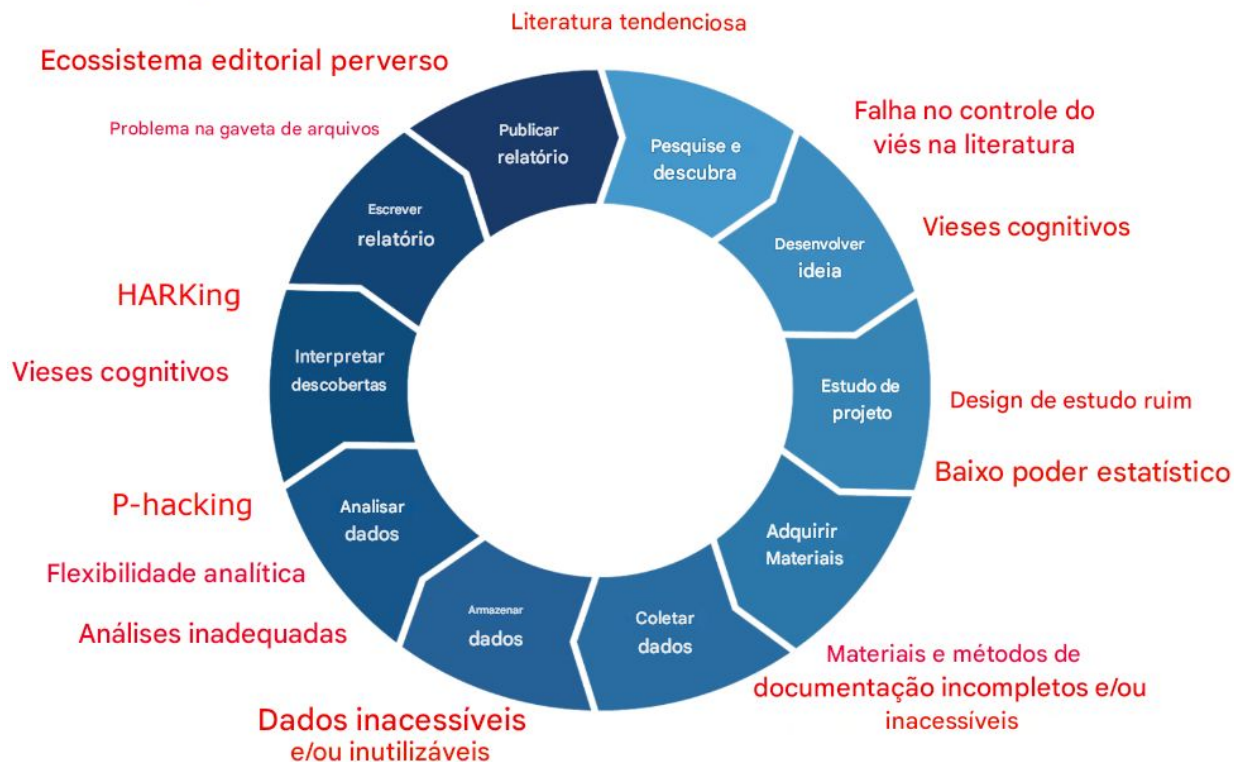 Literatura tendenciosa
Ecossistema editorial perverso
Problema na gaveta de arquivos
Falha no controle do
viés na literatura
Vieses cognitivos
Design de estudo ruim
Baixo poder estatístico
Materiais e métodos de
documentação incompletos e/ou
inacessíveis
Dados inacessíveis
e/ou inutilizáveis
Análises inadequadas
Flexibilidade analítica
P-hacking
Vieses cognitivos
HARKing
Pesquise e
descubra
Desenvolver
ideia
Estudo de
projeto
Adquirir
Materiais
Coletar
dados
Armazenar
dados
Analisar
dados
Interpretar
descobertas
Escrever
relatório
Publicar
relatório